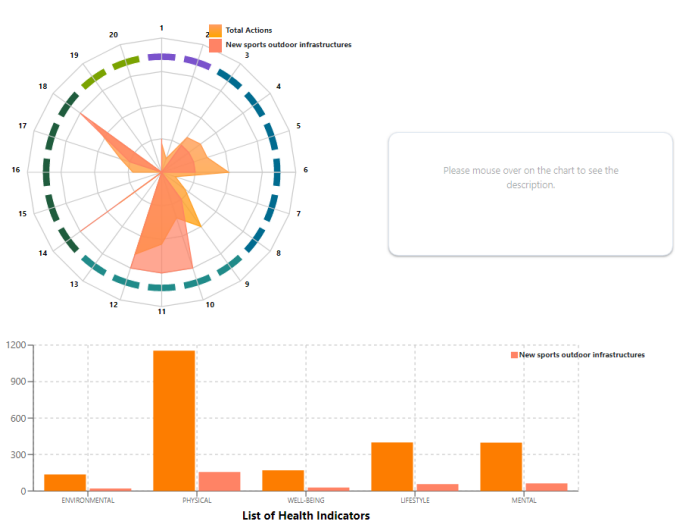 1
2
3
4
5
6
7
8
9
10
11
12
13
14
15
16
17
18
19
20
Total Actions
New sports outdoor infrastructures
Please mouse over on the chart to see the
description.
1200
900
600
300
0
New sports outdoor infrastructures
ENVIRONMENTAL
PHYSICAL
WELL-BEING
LIFESTYLE
MENTAL
List of Health Indicators